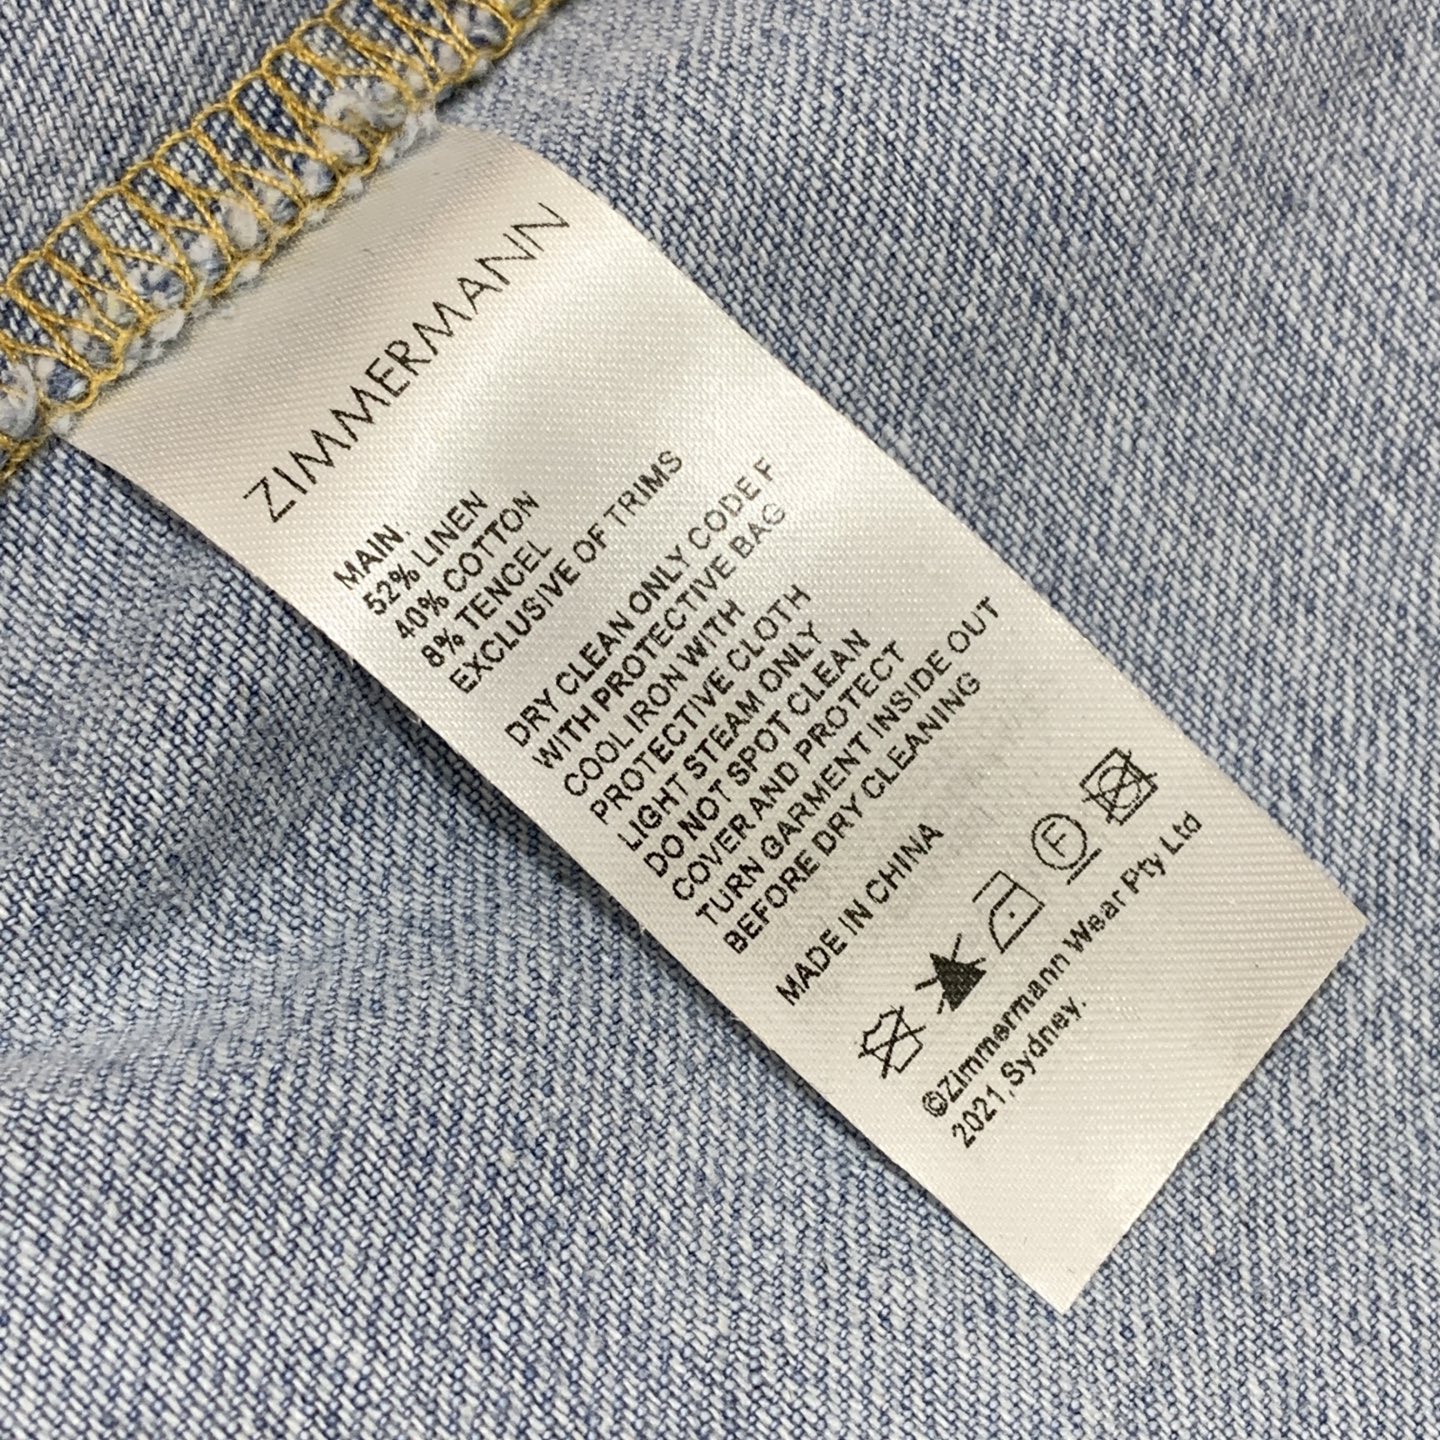 ZIMMERMANN
MAIN.
52% LINEN
40% COTTON
8% TENCEL
EXCLUSIVE OF TRIMS
DRY CLEAN ONLY CODE F
WITH PROTECTIVE BAG
COOL IRON WITH
PROTECTIVE CLOTH
LIGHT STEAM ONLY
DO NOT SPOT CLEAN
COVER AND PROTECT
TURN GARMENT INSIDE OUT
BEFORE DRY CLEANING
MADE IN CHINA
F
©Zimmermann Wear Pty Ltd
2021,Sydney.